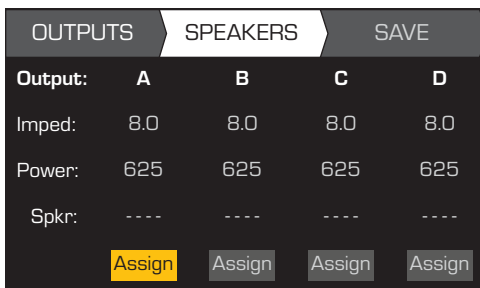 OUTPUTS SPEAKERS SAVE
Output: A B C D
Imped: 8.0 8.0 8.0 8.0
Power: 625 625 625 625
Spkr: ---- ---- ---- ----
Assign Assign Assign Assign